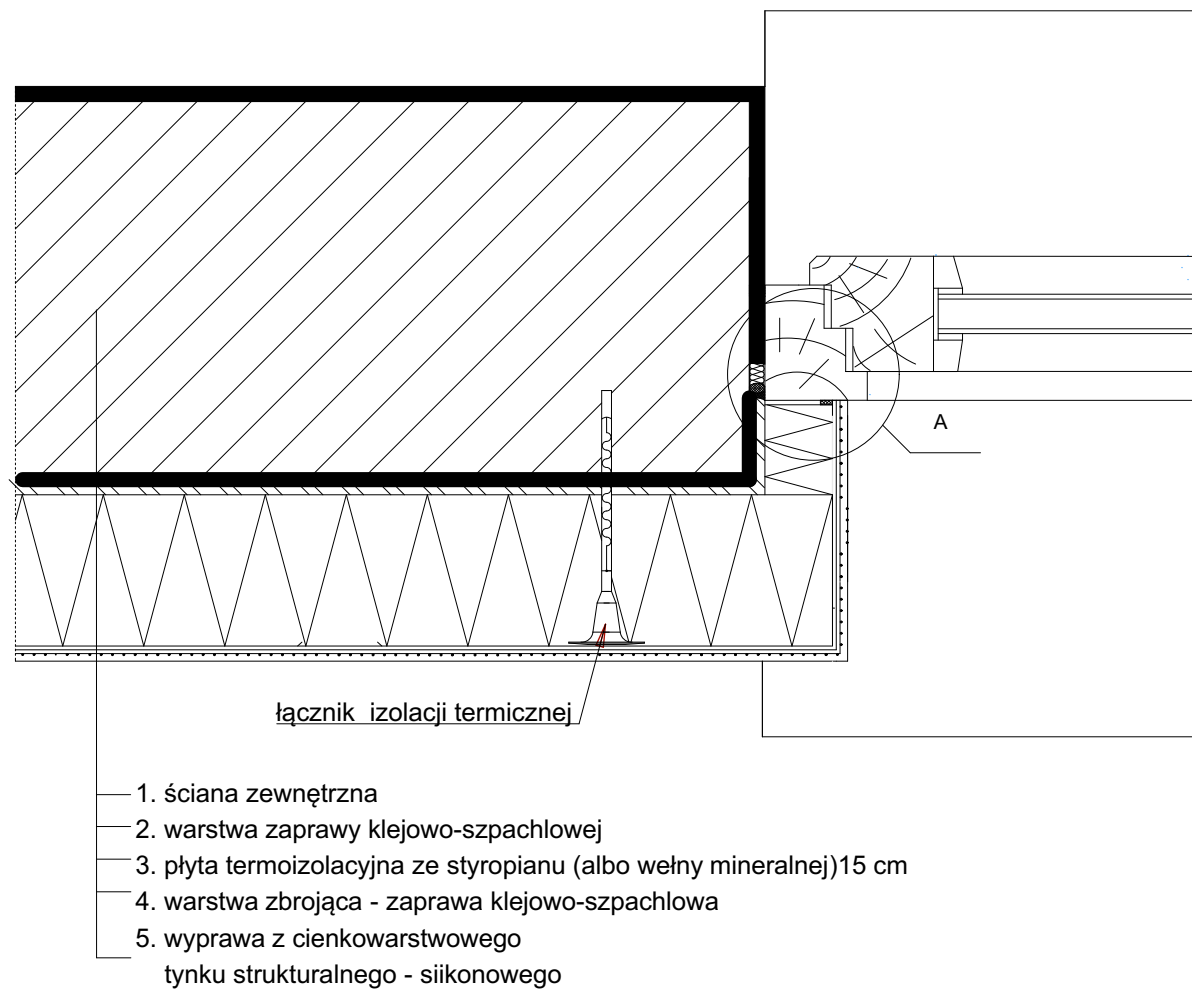 A
łącznik izolacji termicznej
1. ściana zewnętrzna
2. warstwa zaprawy klejowo-szpachlowej
3. płyta termoizolacyjna ze styropianu (albo wełny mineralnej)15 cm
4. warstwa zbrojąca - zaprawa klejowo-szpachlowa
5. wyprawa z cienkowarstwowego
tynku strukturalnego - siikonowego